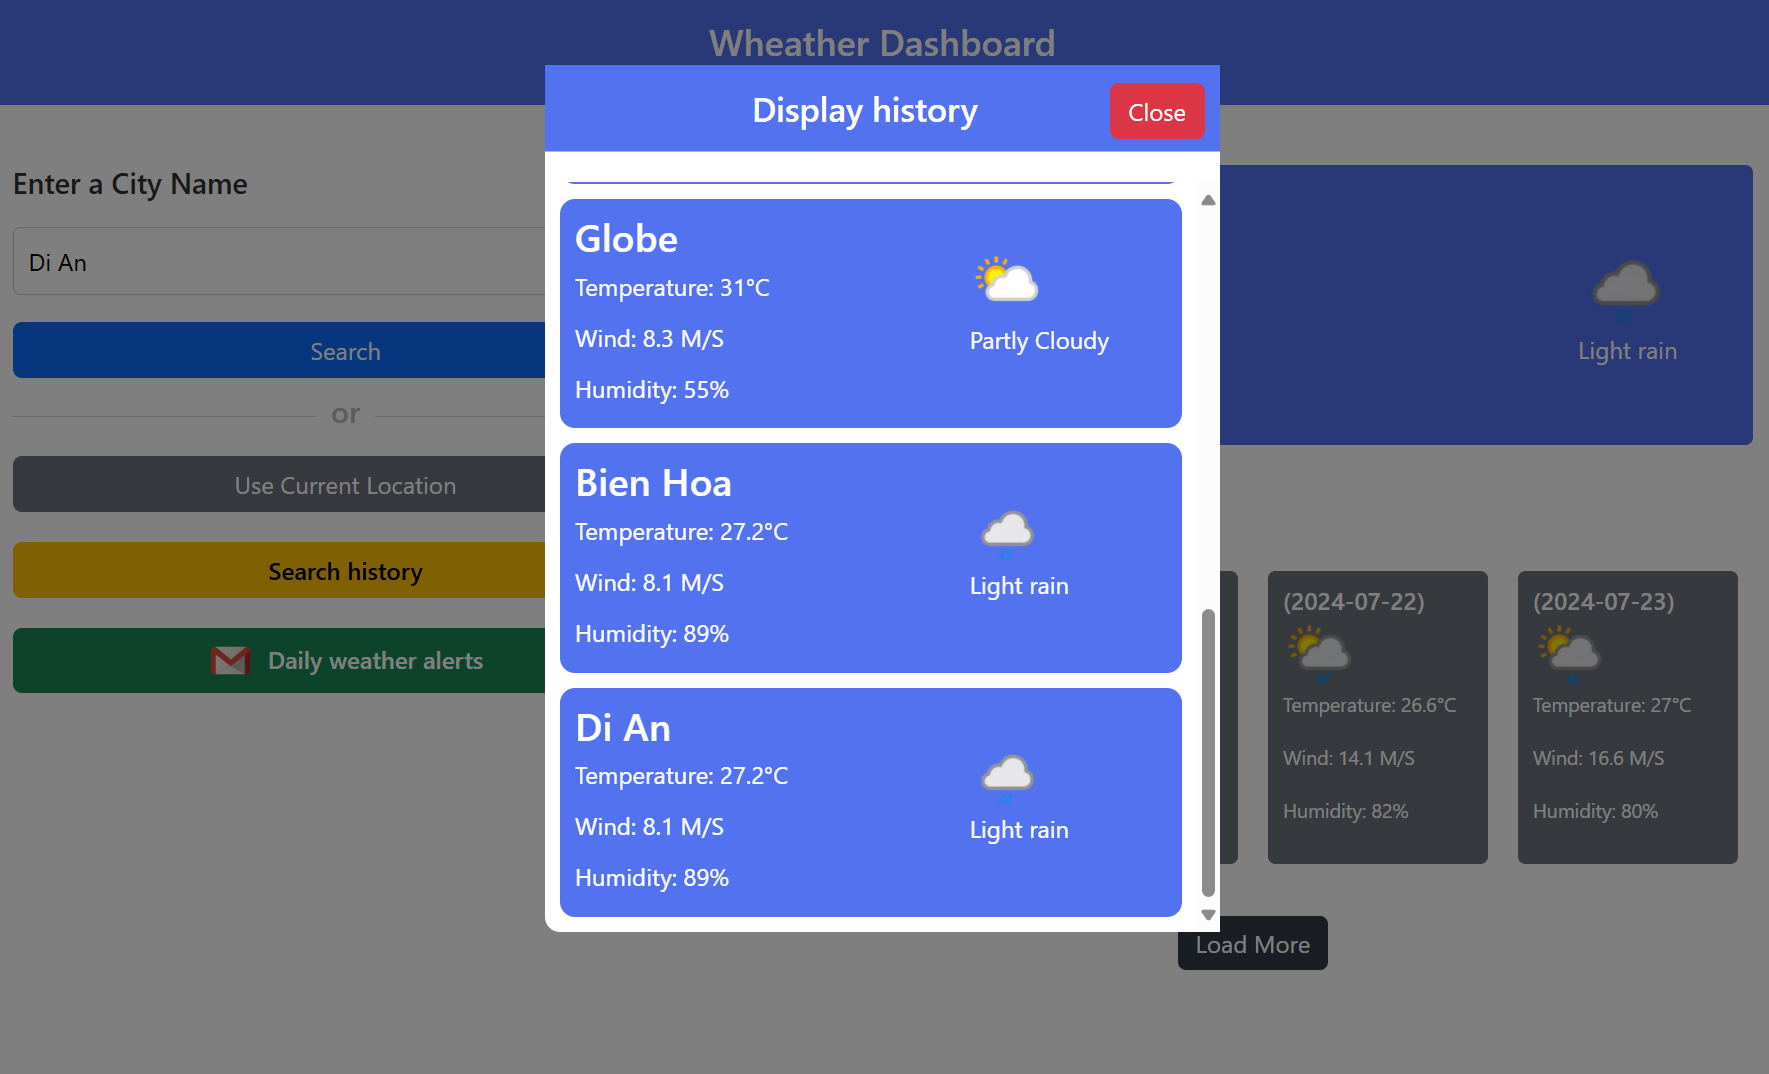 Wheather Dashboard
Display history
Close
Enter a City Name
Di An
Search
or
Use Current Location
Search history
Daily weather alerts
Globe
Temperature: 31°C
Wind: 8.3 M/S
Humidity: 55%
Partly Cloudy
Bien Hoa
Temperature: 27.2°C
Wind: 8.1 M/S
Humidity: 89%
Light rain
Di An
Temperature: 27.2°C
Wind: 8.1 M/S
Humidity: 89%
Light rain
Light rain
(2024-07-22)
Temperature: 26.6°C
Wind: 14.1 M/S
Humidity: 82%
(2024-07-23)
Temperature: 27°C
Wind: 16.6 M/S
Humidity: 80%
Load More